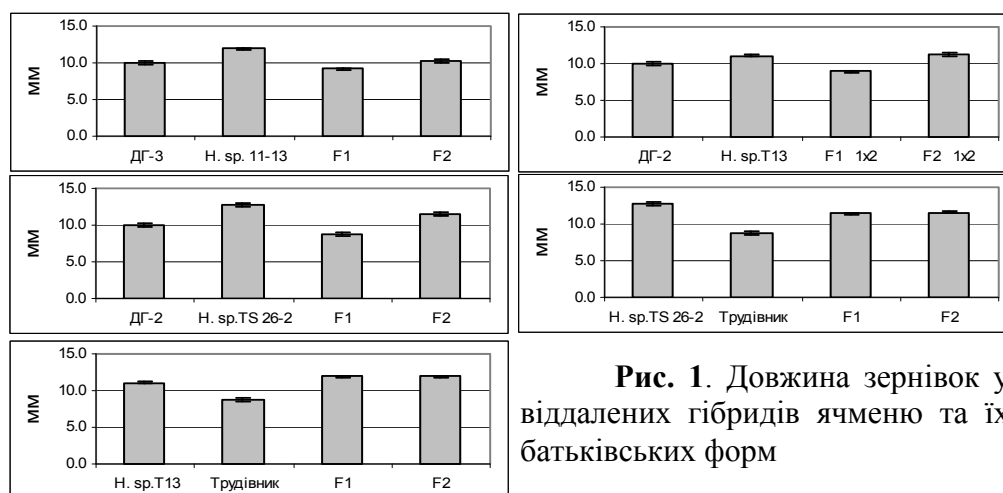 15.0
10.0
5.0
0.0
мм
ДГ-3 H. sp. 11-13 F1 F2
15.0
10.0
5.0
0.0
мм
ДГ-2 H. sp.T13 F1 1x2 F2 1x2
15.0
10.0
5.0
0.0
мм
ДГ-2 H. sp.TS 26-2 F1 F2
15.0
10.0
5.0
0.0
мм
H. sp.TS 26-2 Трудівник F1 F2
15.0
10.0
5.0
0.0
мм
H. sp.T13 Трудівник F1 F2
Рис. 1. Довжина зернівок у
віддалених гібридів ячменю та їх
батьківських форм